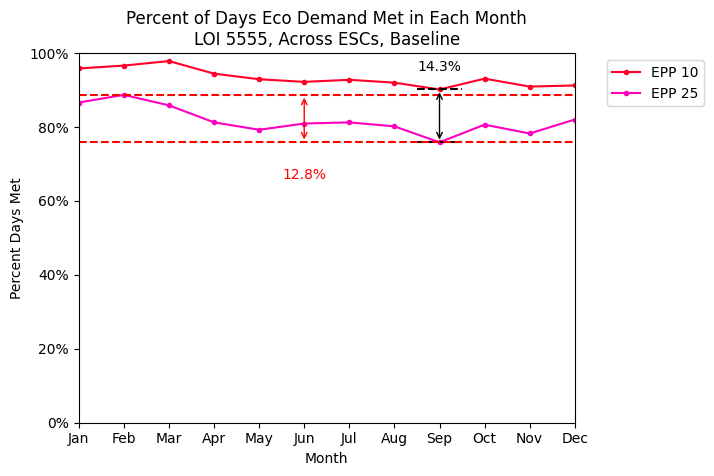 Percent of Days Eco Demand Met in Each Month
LOI 5555, Across ESCs, Baseline
100%
80%
60%
40%
20%
0%
Percent Days Met
14.3%
12.8%
EPP 10
EPP 25
Jan Feb Mar Apr May Jun Jul Aug Sep Oct Nov Dec
Month